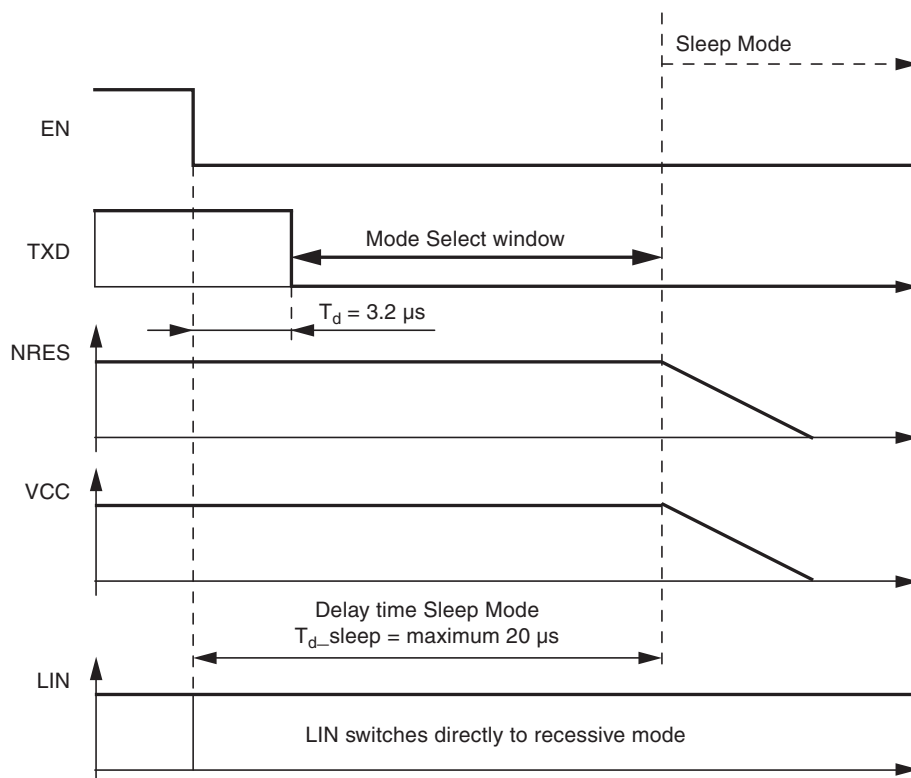 Sleep Mode
EN
TXD
Mode Select window
T_d = 3.2 µs
NRES
VCC
Delay time Sleep Mode
T_d_sleep = maximum 20 µs
LIN
LIN switches directly to recessive mode